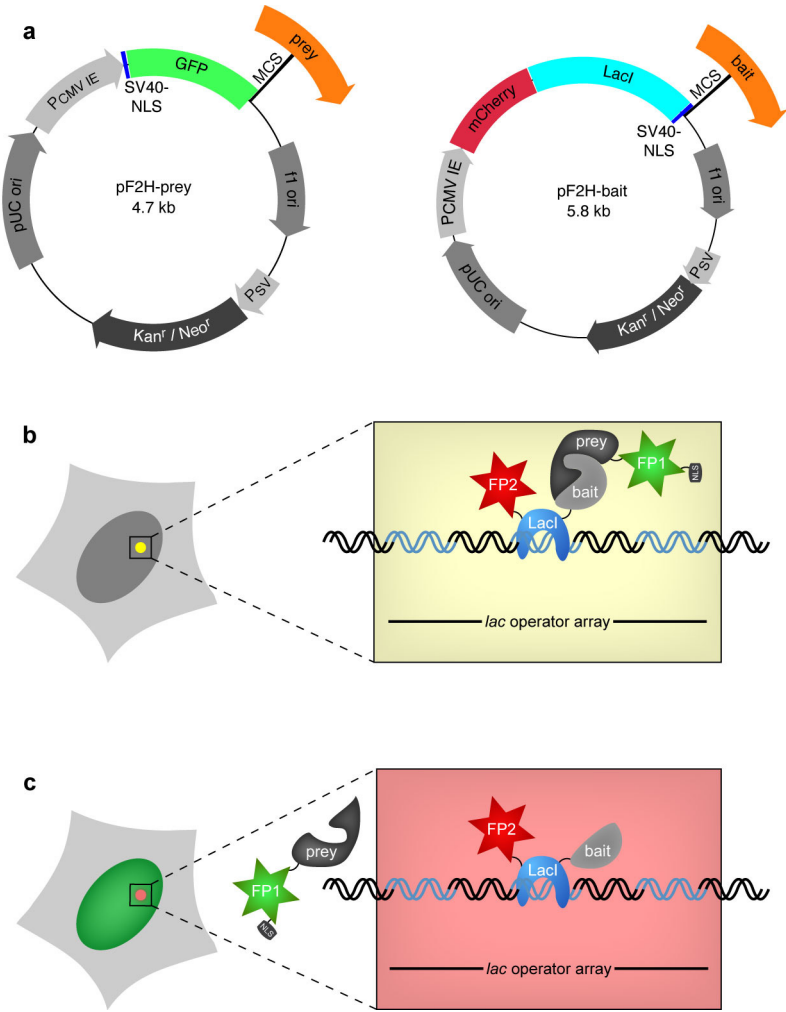 a
prey
GFP
MCS
PCMV IE
SV40-
NLS
pUC ori
pF2H-prey
4.7 kb
f1 ori
PSV
Kanr / Neor
bait
LacI
MCS
mCherry
SV40-
NLS
PCMV IE
pF2H-bait
5.8 kb
f1 ori
pUC ori
PSV
Kanr / Neor
b
prey
FP1
NLS
FP2
bait
LacI
lac operator array
c
prey
FP2
bait
LacI
FP1
NLS
lac operator array